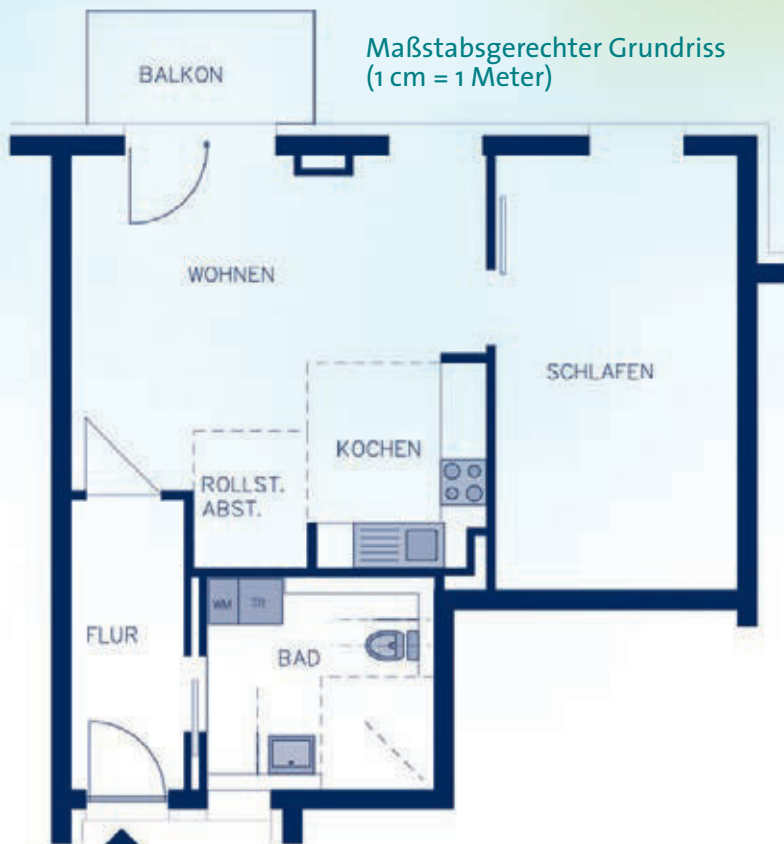 Maßstabsgerechter Grundriss
(1 cm = 1 Meter)
BALKON
WOHNEN
SCHLAFEN
KOCHEN
ROLLST.
ABST.
WM
TR
FLUR
BAD